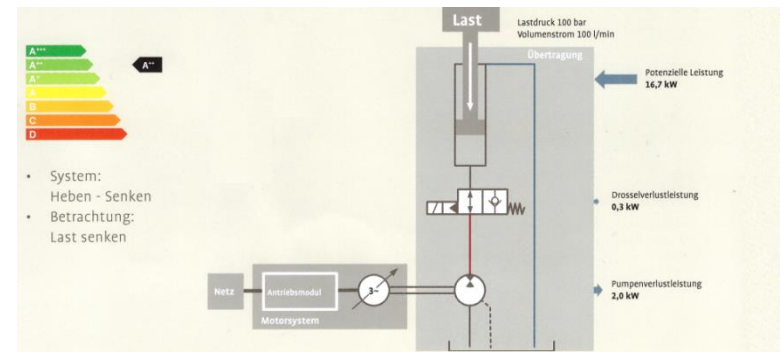 Last
Lastdruck 100 bar
Volumenstrom 100 l/min
Übertragung
A+++
A++
A+
A
B
C
D
A++
Potenzielle Leistung
16,7 kW
• System:
Heben - Senken
• Betrachtung:
Last senken
Drosselverlustleistung
0,3 kW
Netz
Antriebsmodul
3~
Motorsystem
Pumpenverlustleistung
2,0 kW